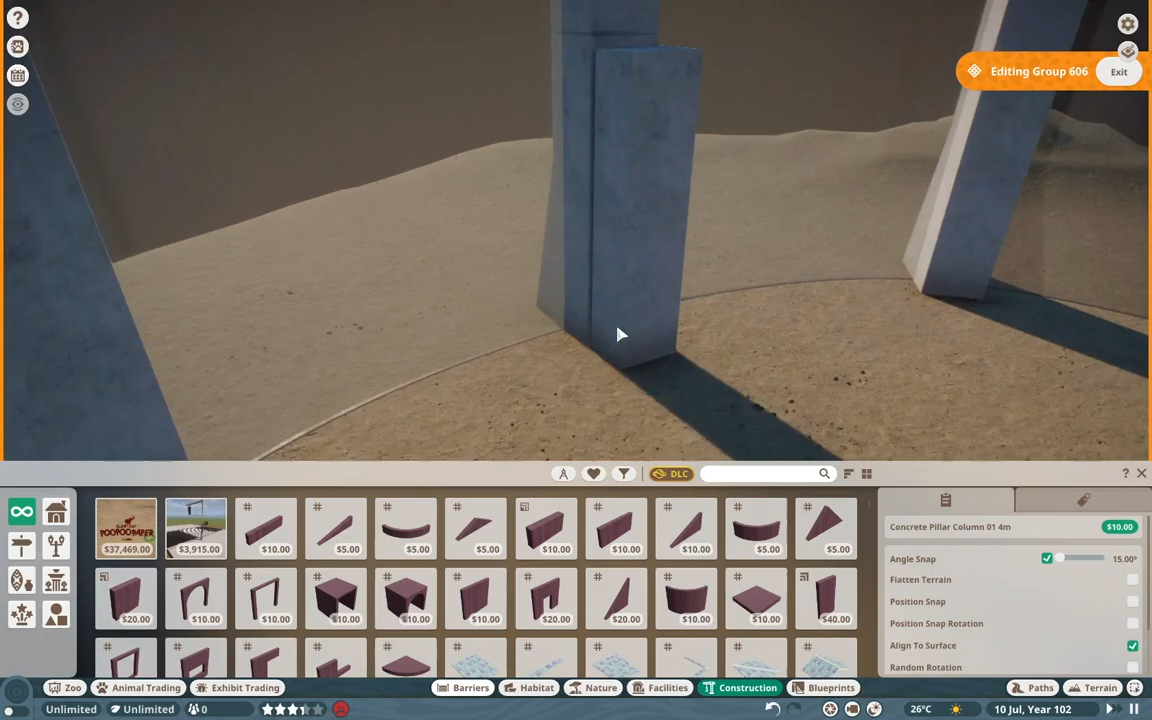 ?
Editing Group 606
Exit
DLC
?
$37,469.00
$3,915.00
$10.00
$5.00
$5.00
$5.00
$10.00
$10.00
$10.00
$5.00
$5.00
$20.00
$10.00
$10.00
$10.00
$10.00
$10.00
$20.00
$20.00
$10.00
$10.00
$40.00
Concrete Pillar Column 01 4m
$10.00
Angle Snap
15.00°
Flatten Terrain
Position Snap
Position Snap Rotation
Align To Surface
Random Rotation
Zoo
Animal Trading
Exhibit Trading
Barriers
Habitat
Nature
Facilities
Construction
Blueprints
Paths
Terrain
Unlimited
Unlimited
0
26°C
10 Jul, Year 102